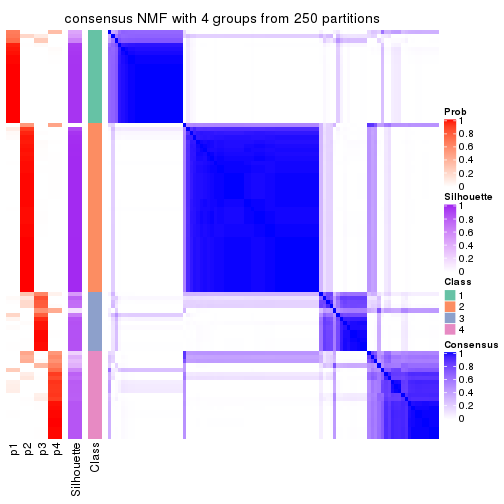 consensus NMF with 4 groups from 250 partitions
Prob
1
0.8
0.6
0.4
0.2
0
Silhouette
1
0.8
0.6
0.4
0.2
0
Class
1
2
3
4
Consensus
1
0.8
0.6
0.4
0.2
0
p1
p2
p3
p4
Silhouette
Class